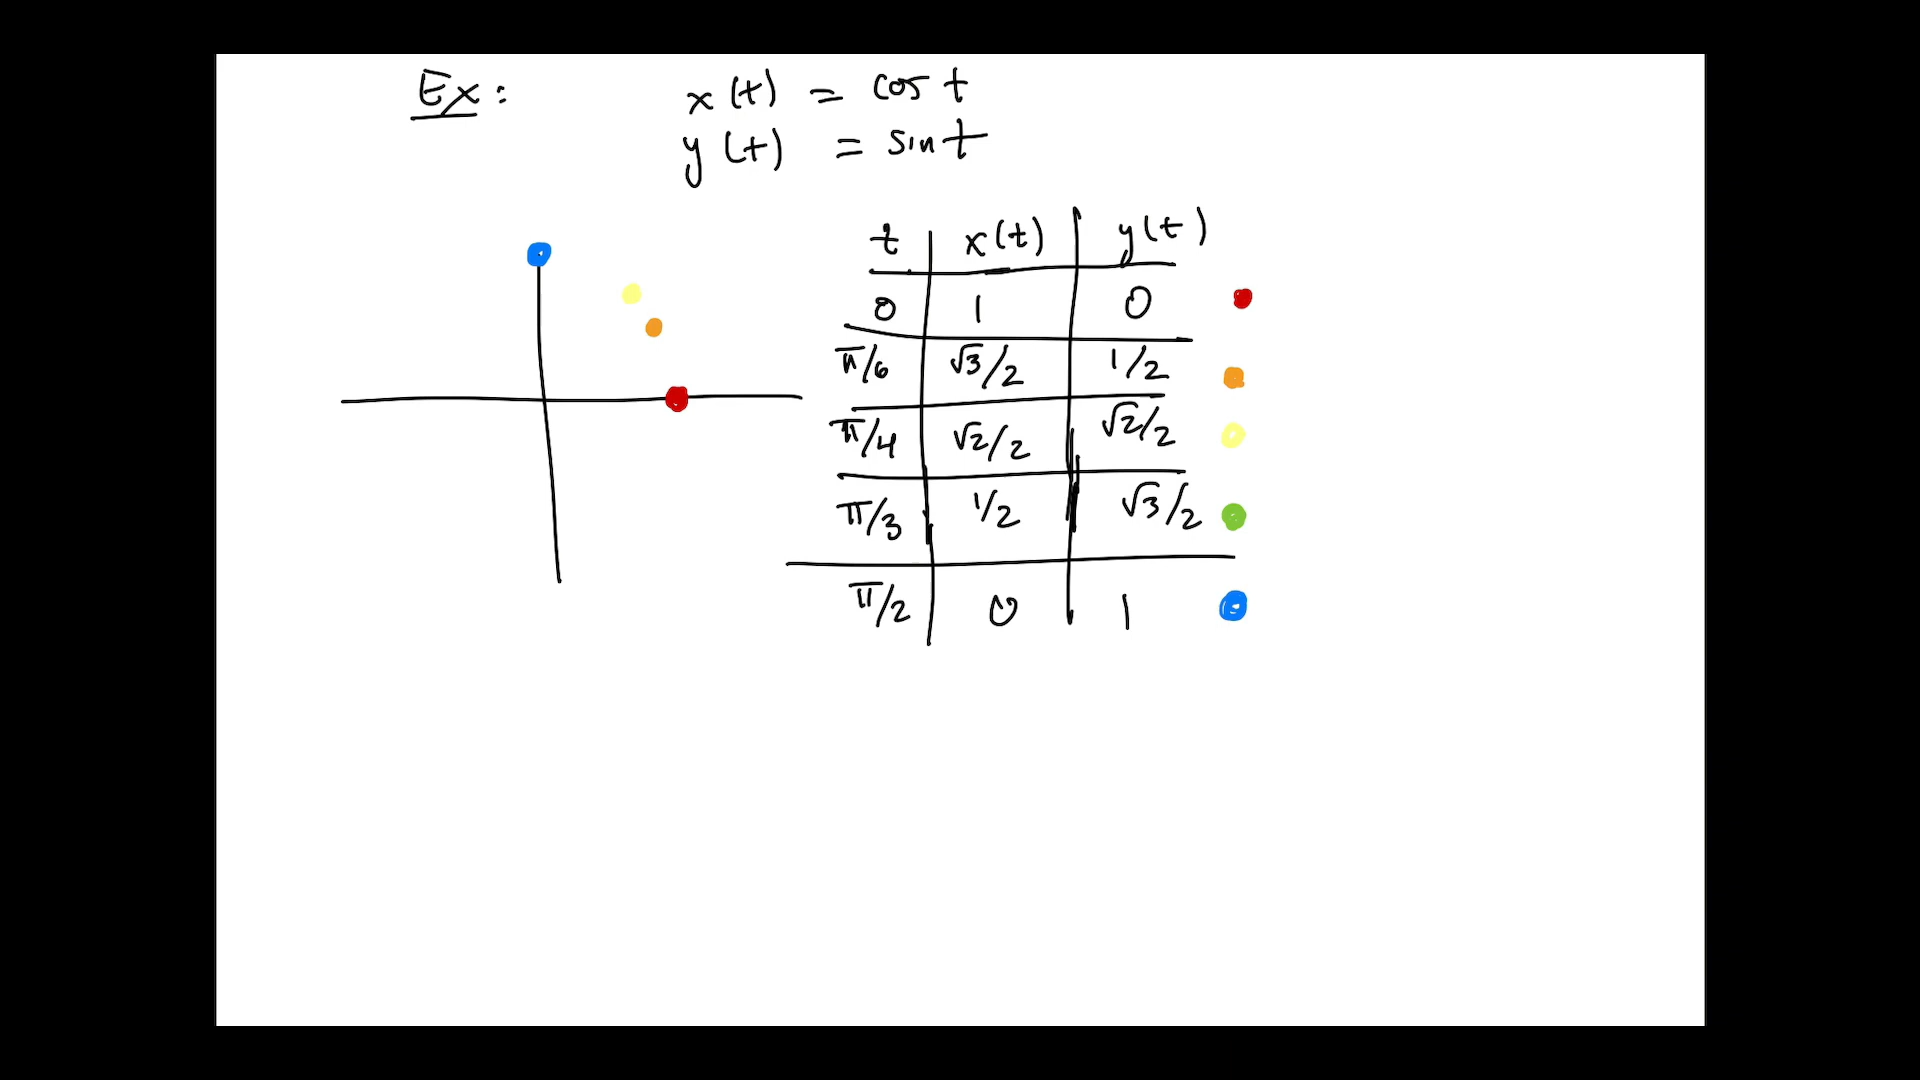 Ex: x(t) = cos t
y(t) = sin t
t x(t) y(t)
0 1 0
π/6 √3/2 1/2
π/4 √2/2 √2/2
π/3 1/2 √3/2
π/2 0 1